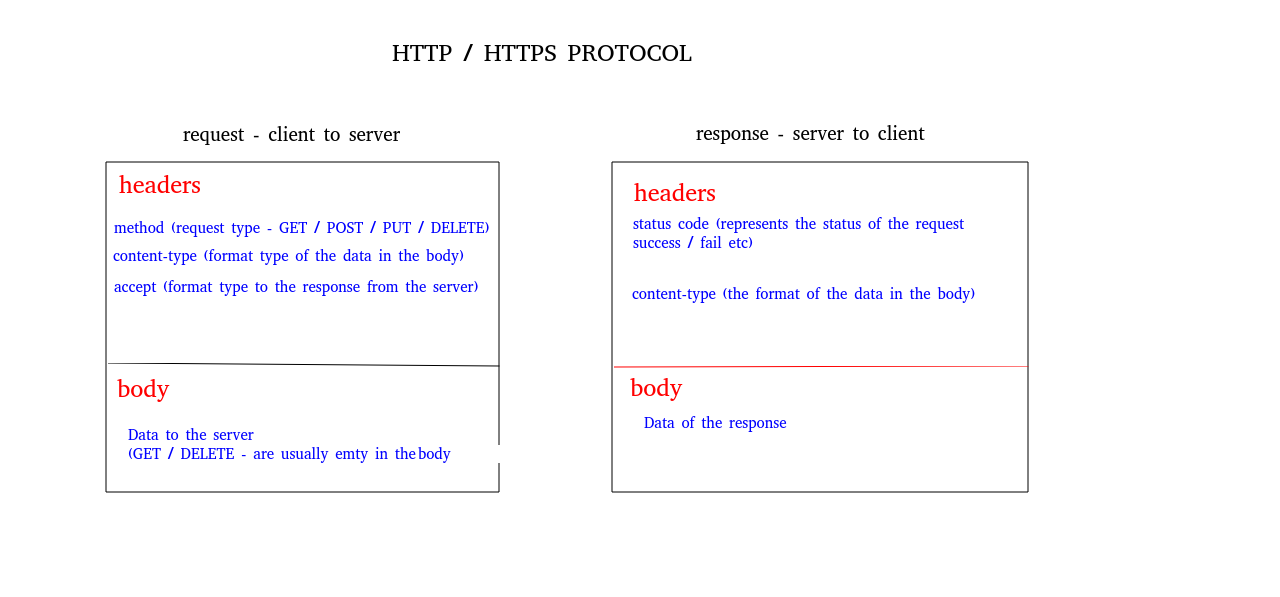 HTTP / HTTPS PROTOCOL
request - client to server
headers
method (request type - GET / POST / PUT / DELETE)
content-type (format type of the data in the body)
accept (format type to the response from the server)
body
Data to the server
(GET / DELETE - are usually emty in the body
response - server to client
headers
status code (represents the status of the request
success / fail etc)
content-type (the format of the data in the body)
body
Data of the response